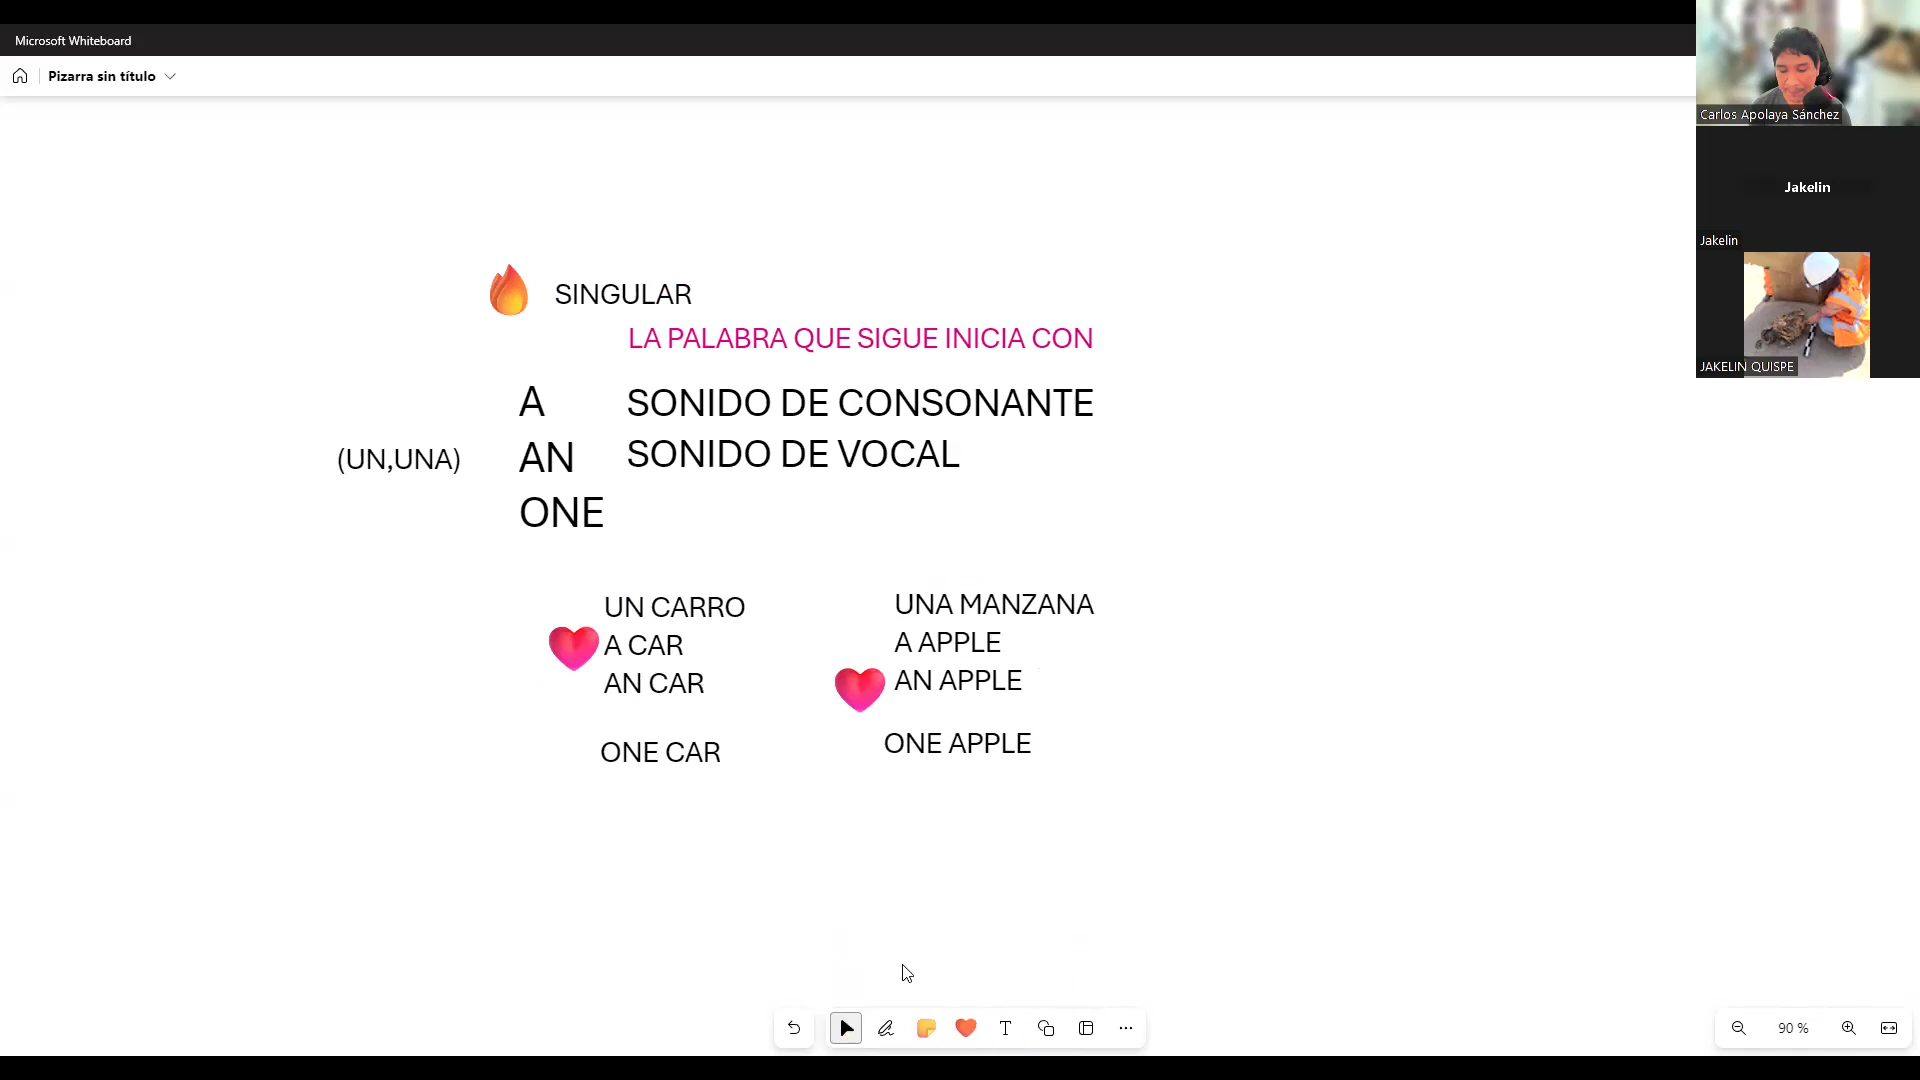 Microsoft Whiteboard
Pizarra sin título
Carlos Apolaya Sánchez
Jakelin
Jakelin
JAKELIN QUISPE
SINGULAR
LA PALABRA QUE SIGUE INICIA CON
A SONIDO DE CONSONANTE
(UN,UNA) AN SONIDO DE VOCAL
ONE
UN CARRO
A CAR
AN CAR
ONE CAR
UNA MANZANA
A APPLE
AN APPLE
ONE APPLE
90 %